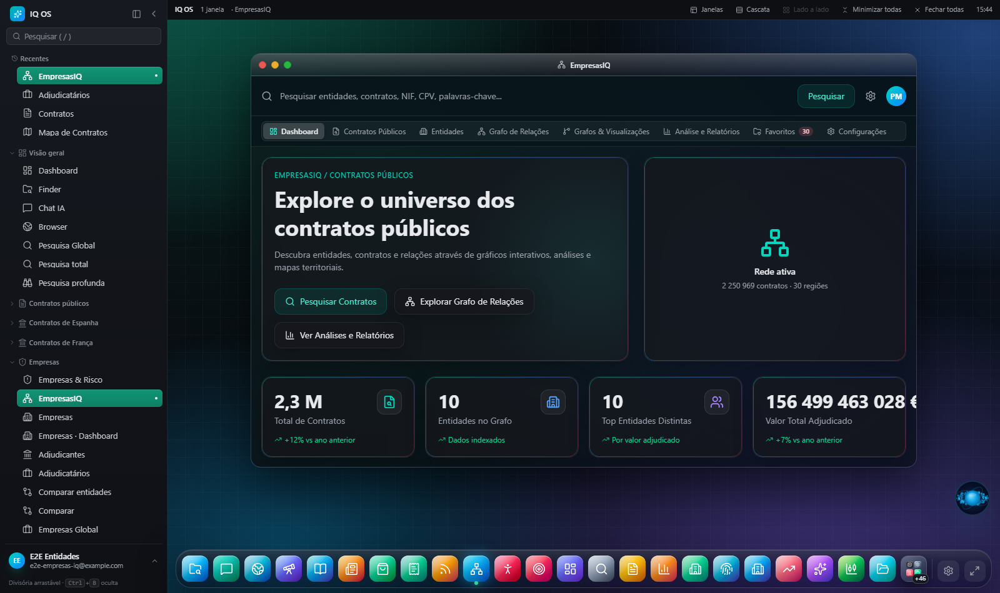 IQ OS
Pesquisar ( / )
Recentes
EmpresasIQ
Adjudicatários
Contratos
Mapa de Contratos
Visão geral
Dashboard
Finder
Chat IA
Browser
Pesquisa Global
Pesquisa total
Pesquisa profunda
Contratos públicos
Contratos de Espanha
Contratos de França
Empresas
Empresas & Risco
EmpresasIQ
Empresas
Empresas · Dashboard
Adjudicantes
Adjudicatários
Comparar entidades
Comparar
Empresas Global
EE
E2E Entidades
e2e-empresas-iq@example.com
Divisória arrastável · Ctrl + B oculta
IQ OS 1 janela · EmpresasIQ
Janelas Cascata Lado a lado Minimizar todas Fechar todas 15:44
EmpresasIQ
Pesquisar entidades, contratos, NIF, CPV, palavras-chave...
Pesquisar
PM
Dashboard Contratos Públicos Entidades Grafo de Relações Grafos & Visualizações Análise e Relatórios Favoritos 30 Configurações
EMPRESASIQ / CONTRATOS PÚBLICOS
Explore o universo dos
contratos públicos
Descubra entidades, contratos e relações através de gráficos interativos, análises e
mapas territoriais.
Pesquisar Contratos
Explorar Grafo de Relações
Ver Análises e Relatórios
Rede ativa
2 250 969 contratos · 30 regiões
2,3 M
Total de Contratos
+12% vs ano anterior
10
Entidades no Grafo
Dados indexados
10
Top Entidades Distintas
Por valor adjudicado
156 499 463 028 €
Valor Total Adjudicado
+7% vs ano anterior
+46